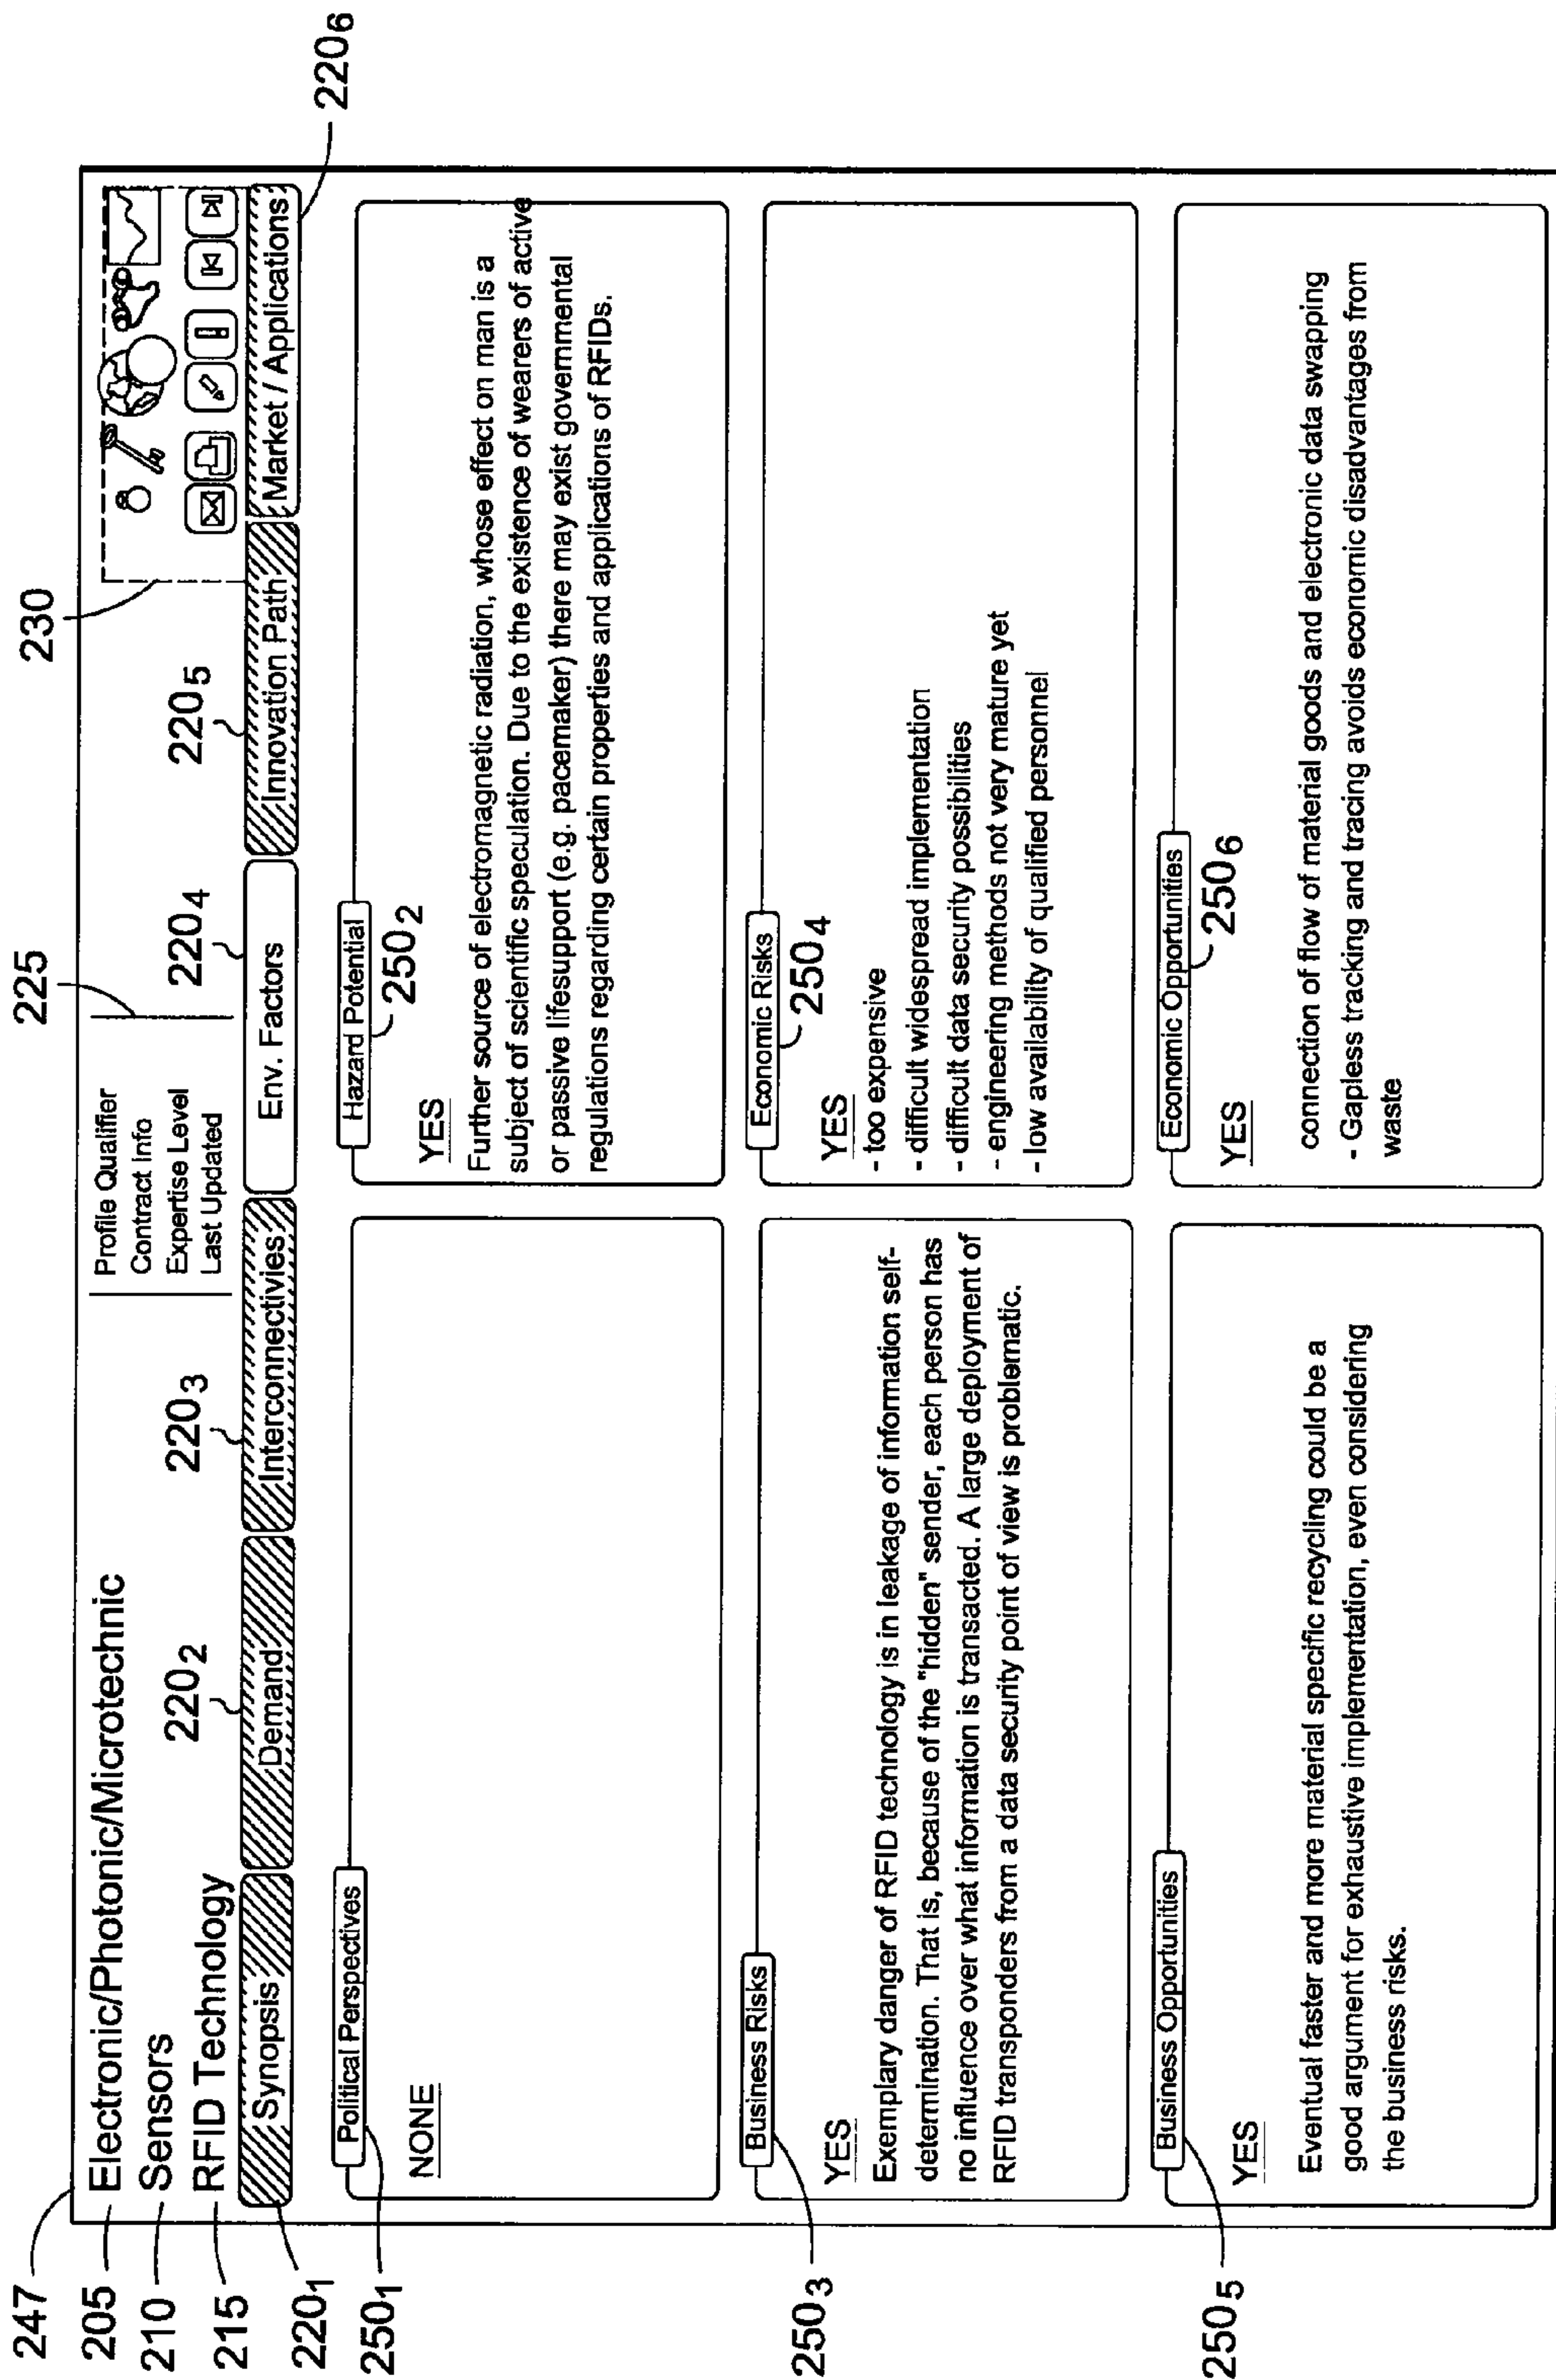 247
205 Electronic/Photonic/Microtechnic
210 Sensors
215 RFID Technology
Profile Qualifier
Contract Info
Expertise Level
Last Updated
225
230
220₁ Synopsis
220₂ Demand
220₃ Interconnectivies
220₄ Env. Factors
220₅ Innovation Path
220₆ Market / Applications
250₁ Political Perspectives
NONE
Hazard Potential
250₂
YES
Further source of electromagnetic radiation, whose effect on man is a
subject of scientific speculation. Due to the existence of wearers of active
or passive lifesupport (e.g. pacemaker) there may exist governmental
regulations regarding certain properties and applications of RFIDs.
250₃ Business Risks
YES
Exemplary danger of RFID technology is in leakage of information self-
determination. That is, because of the "hidden" sender, each person has
no influence over what information is transacted. A large deployment of
RFID transponders from a data security point of view is problematic.
Economic Risks
250₄
YES
- too expensive
- difficult widespread implementation
- difficult data security possibilities
- engineering methods not very mature yet
- low availability of qualified personnel
250₅ Business Opportunities
YES
Eventual faster and more material specific recycling could be a
good argument for exhaustive implementation, even considering
the business risks.
Economic Opportunities
250₆
YES
connection of flow of material goods and electronic data swapping
- Gapless tracking and tracing avoids economic disadvantages from
waste